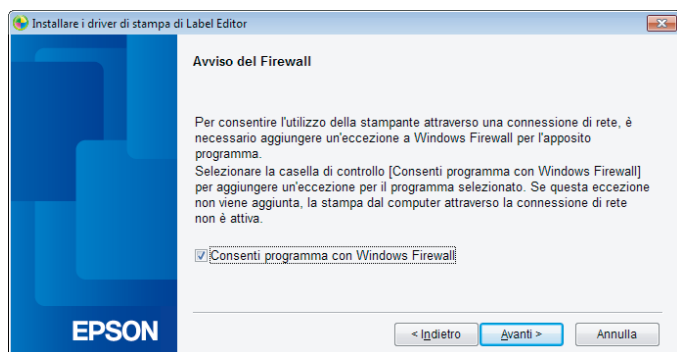 Installare i driver di stampa di Label Editor
Avviso del Firewall
Per consentire l'utilizzo della stampante attraverso una connessione di rete, è
necessario aggiungere un'eccezione a Windows Firewall per l'apposito
programma.
Selezionare la casella di controllo [Consenti programma con Windows Firewall]
per aggiungere un'eccezione per il programma selezionato. Se questa eccezione
non viene aggiunta, la stampa dal computer attraverso la connessione di rete
non è attiva.
Consenti programma con Windows Firewall
EPSON
< Indietro
Avanti >
Annulla